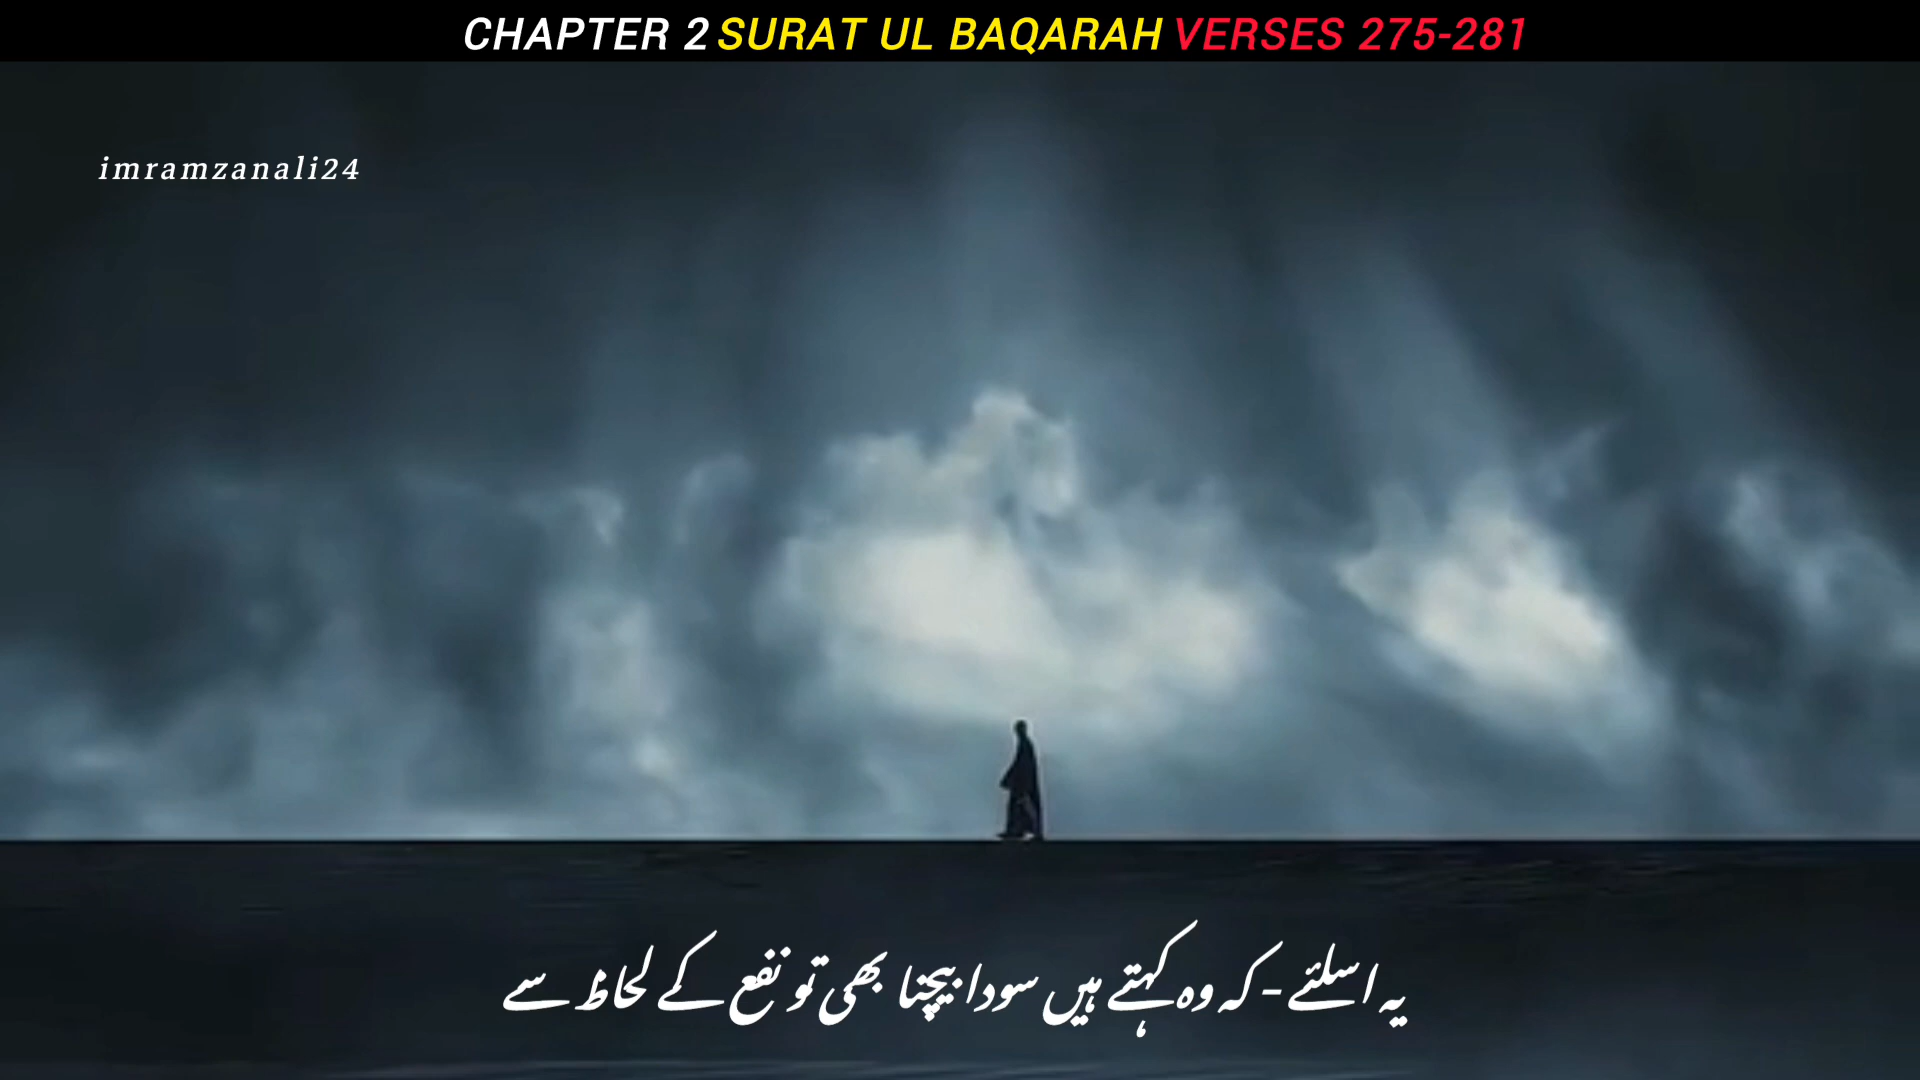 CHAPTER 2 SURAT UL BAQARAH VERSES 275-281
imramzanali24
یہ اسلئے - کہ وہ کہتے ہیں سودا بیچنا بھی تو نفع کے لحاظ سے